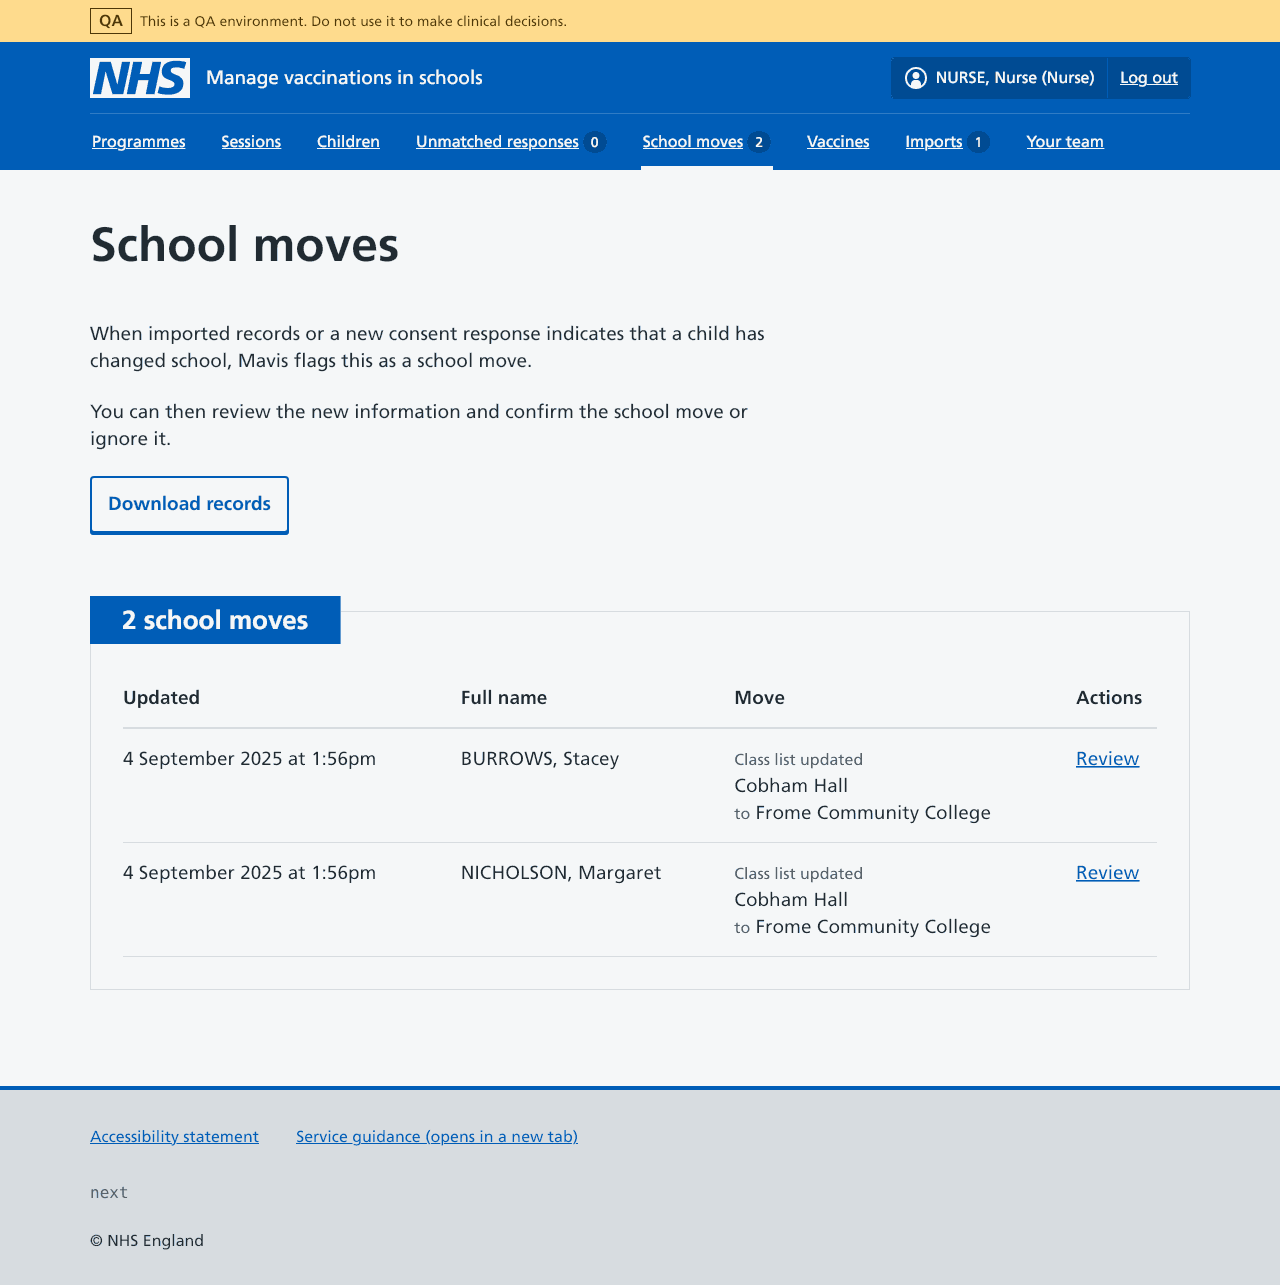 QA This is a QA environment. Do not use it to make clinical decisions.
NHS Manage vaccinations in schools NURSE, Nurse (Nurse) Log out
Programmes Sessions Children Unmatched responses 0 School moves 2 Vaccines Imports 1 Your team
School moves
When imported records or a new consent response indicates that a child has
changed school, Mavis flags this as a school move.
You can then review the new information and confirm the school move or
ignore it.
Download records
2 school moves
Updated Full name Move Actions
4 September 2025 at 1:56pm BURROWS, Stacey Class list updated Review
Cobham Hall
to Frome Community College
4 September 2025 at 1:56pm NICHOLSON, Margaret Class list updated Review
Cobham Hall
to Frome Community College
Accessibility statement Service guidance (opens in a new tab)
next
© NHS England